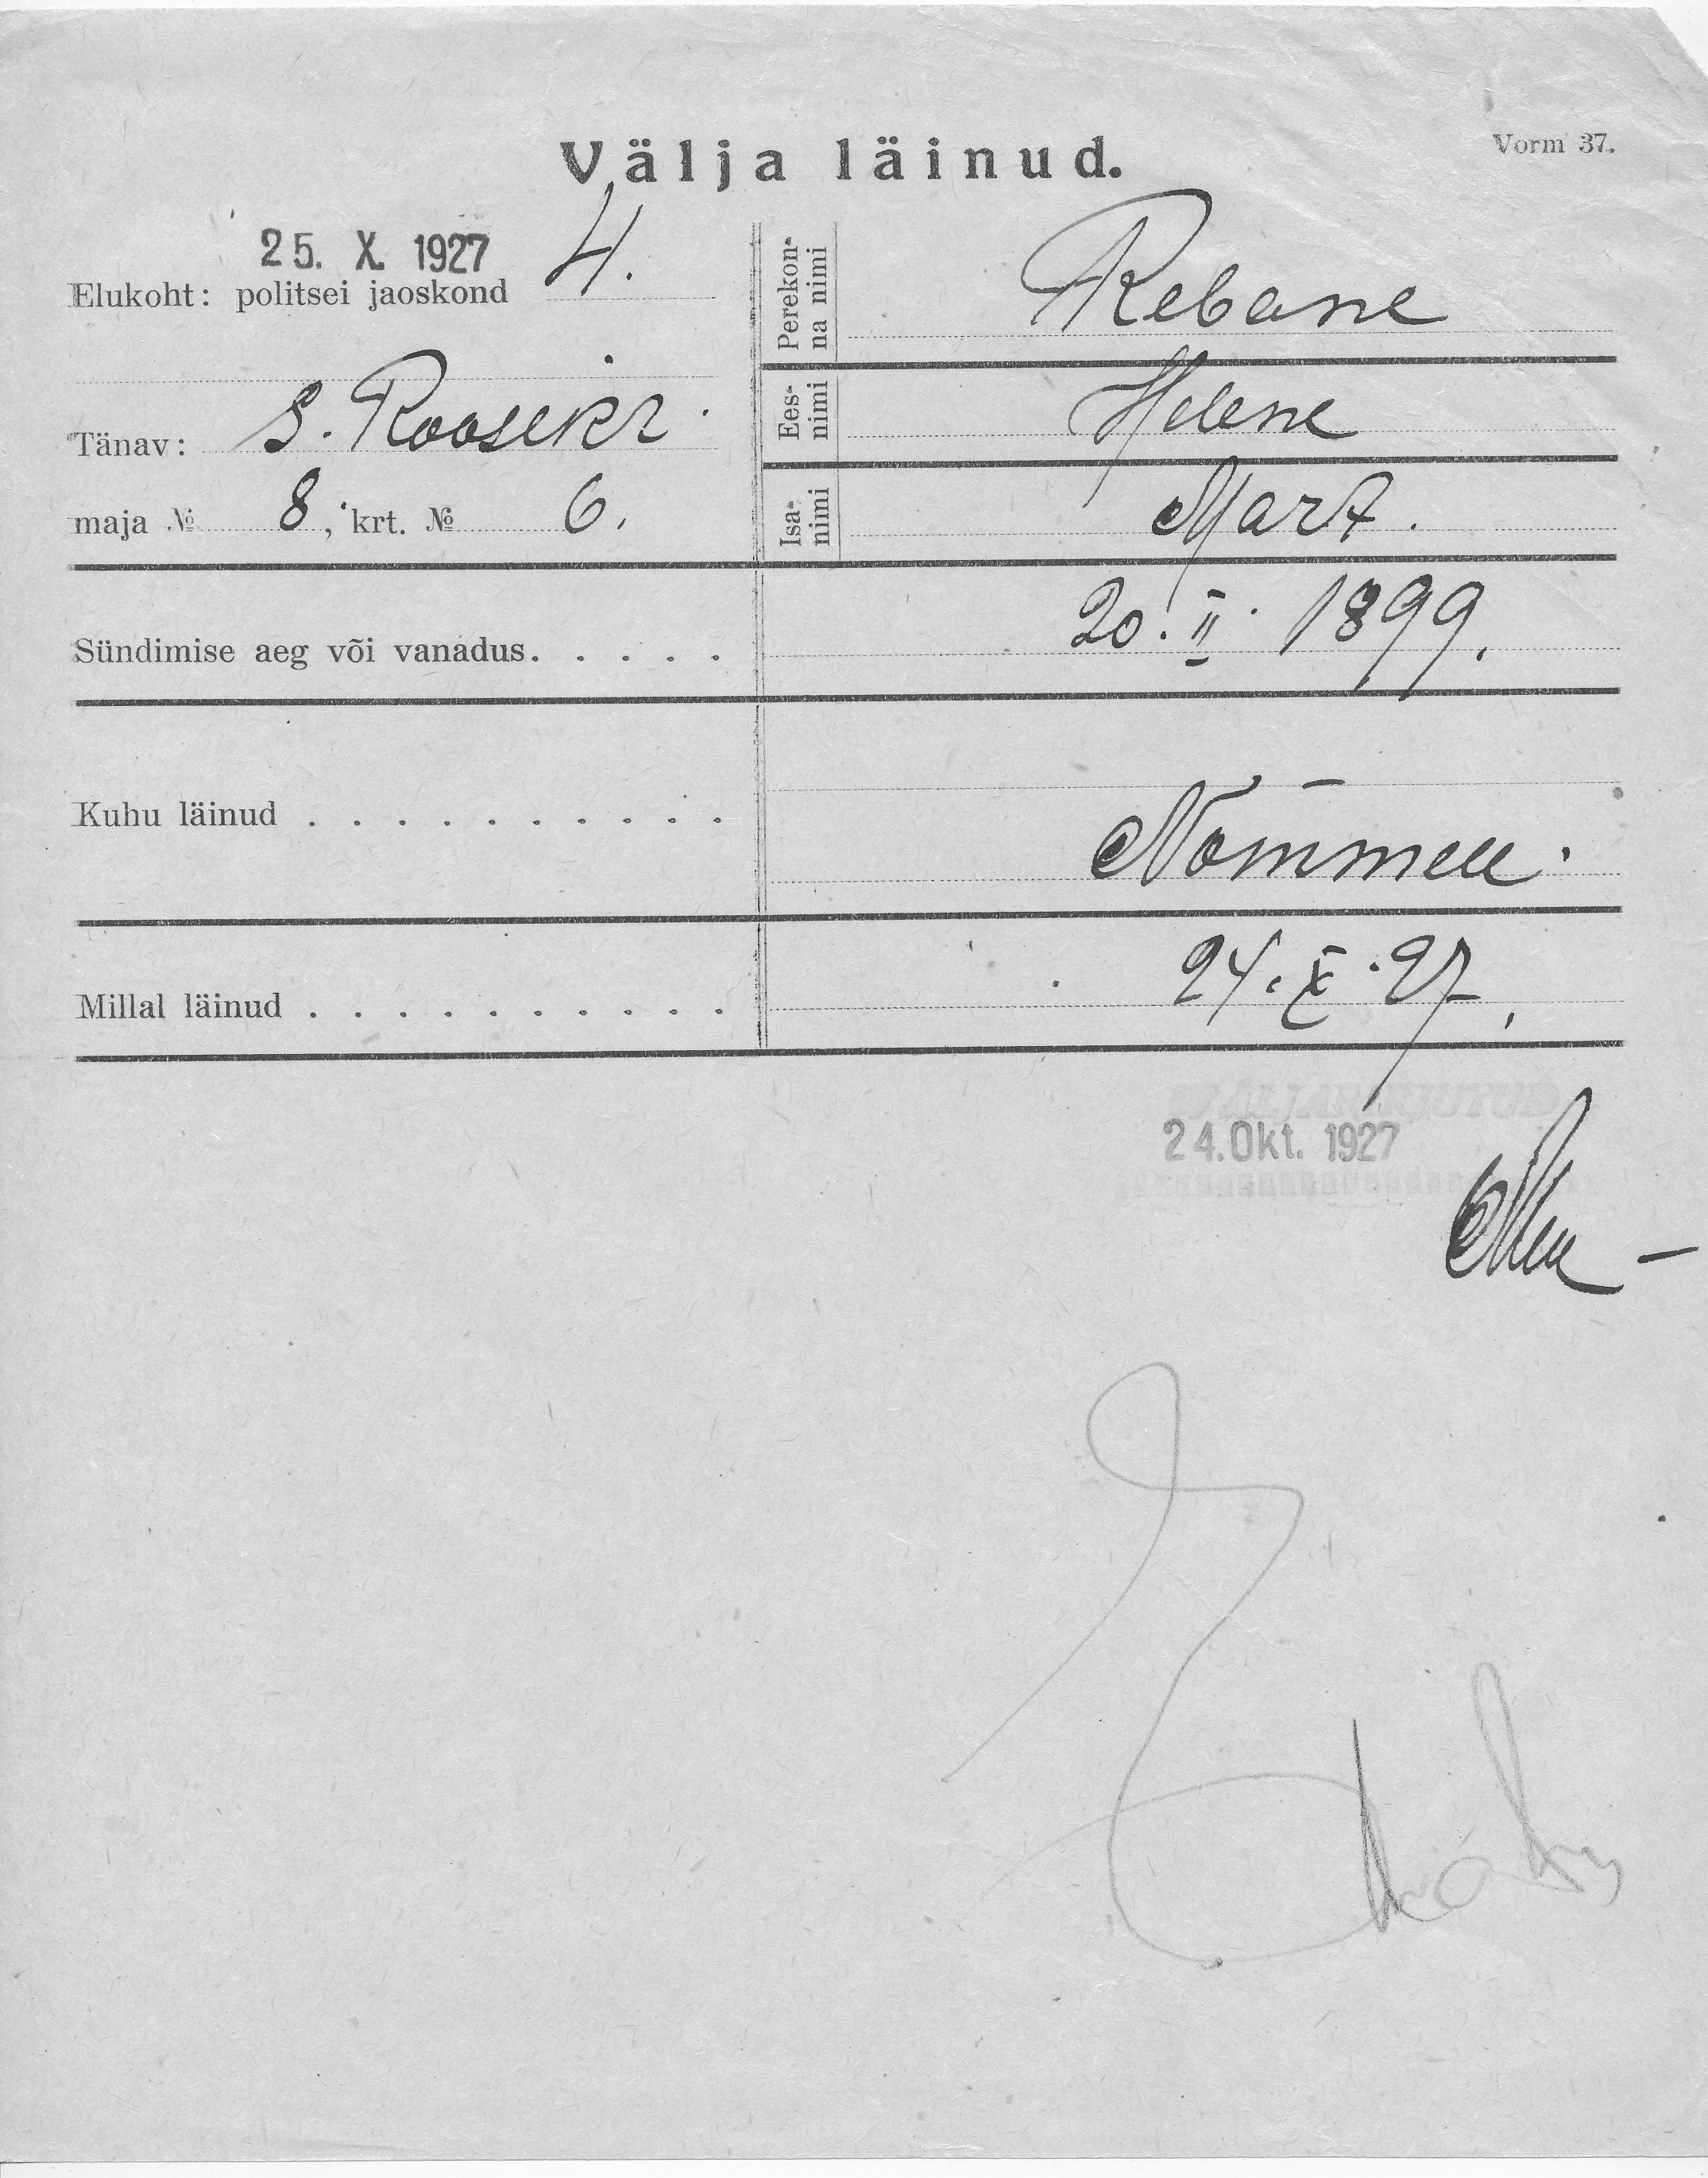 Vorm 37.
Välja läinud.
25. X. 1927
Elukoht: politsei jaoskond 4.
Tänav: S. Roosikr.
maja № 8, krt. № 6.
Perekonna nimi Rebane
Eesnimi Helene
Isanimi Mart.
Sündimise aeg või vanadus. . . . . 20. II. 1899.
Kuhu läinud . . . . . . . . . . Nõmmele.
Millal läinud . . . . . . . . . . 24. X. 27.
24. Okt. 1927